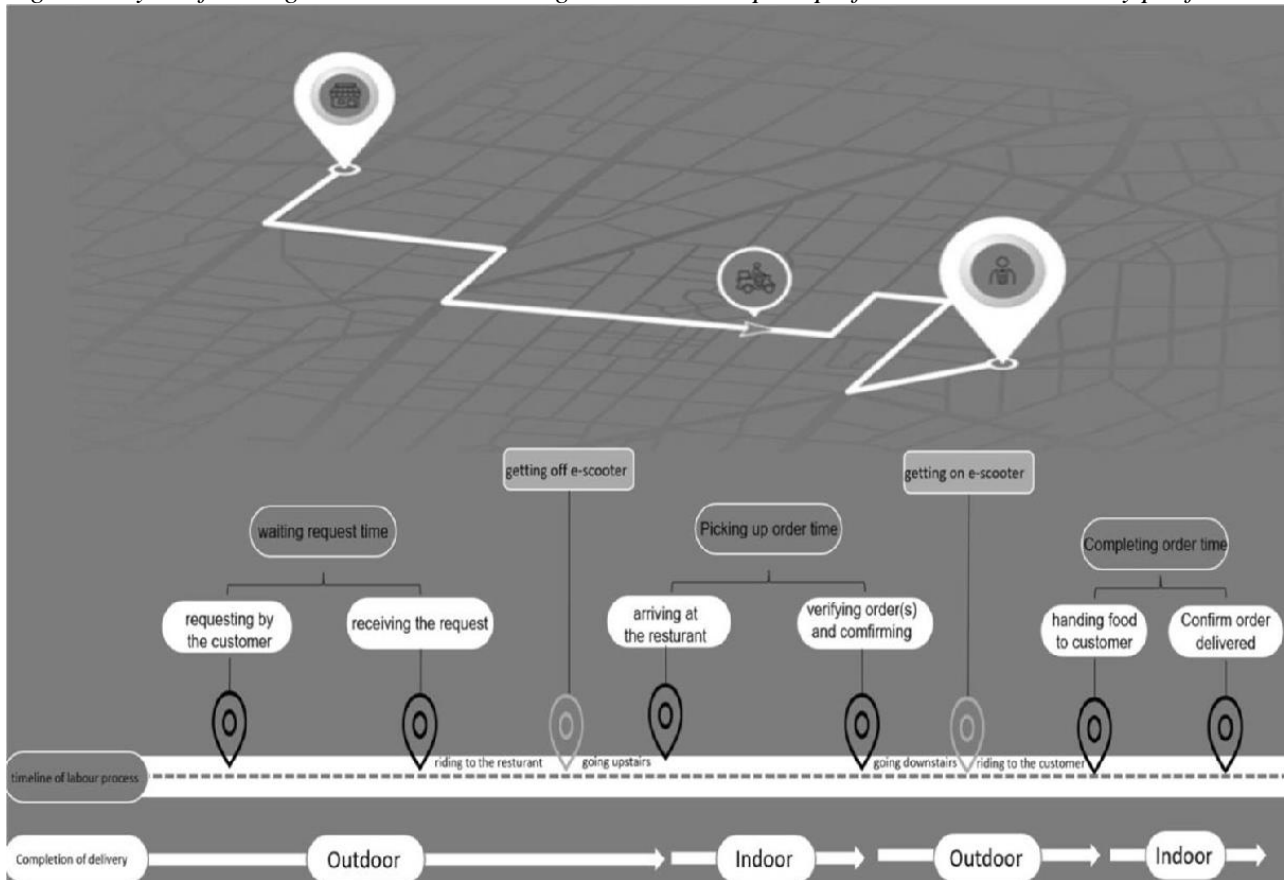 getting off e-scooter
getting on e-scooter
waiting request time
Picking up order time
Completing order time
requesting by
the customer
receiving the request
arriving at
the resturant
verifying order(s)
and comfirming
handing food
to customer
Confirm order
delivered
riding to the resturant
going upstairs
going downstairs
riding to the customer
timeline of labour process
Completion of delivery
Outdoor
Indoor
Outdoor
Indoor